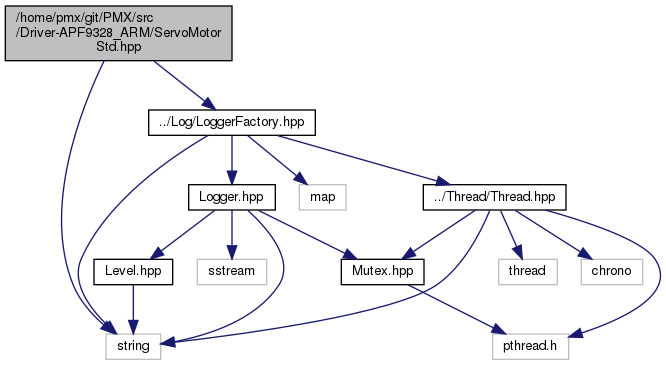 /home/pmx/git/PMX/src
/Driver-APF9328_ARM/ServoMotor
Std.hpp
../Log/LoggerFactory.hpp
Logger.hpp
map
../Thread/Thread.hpp
Level.hpp
sstream
Mutex.hpp
thread
chrono
string
pthread.h